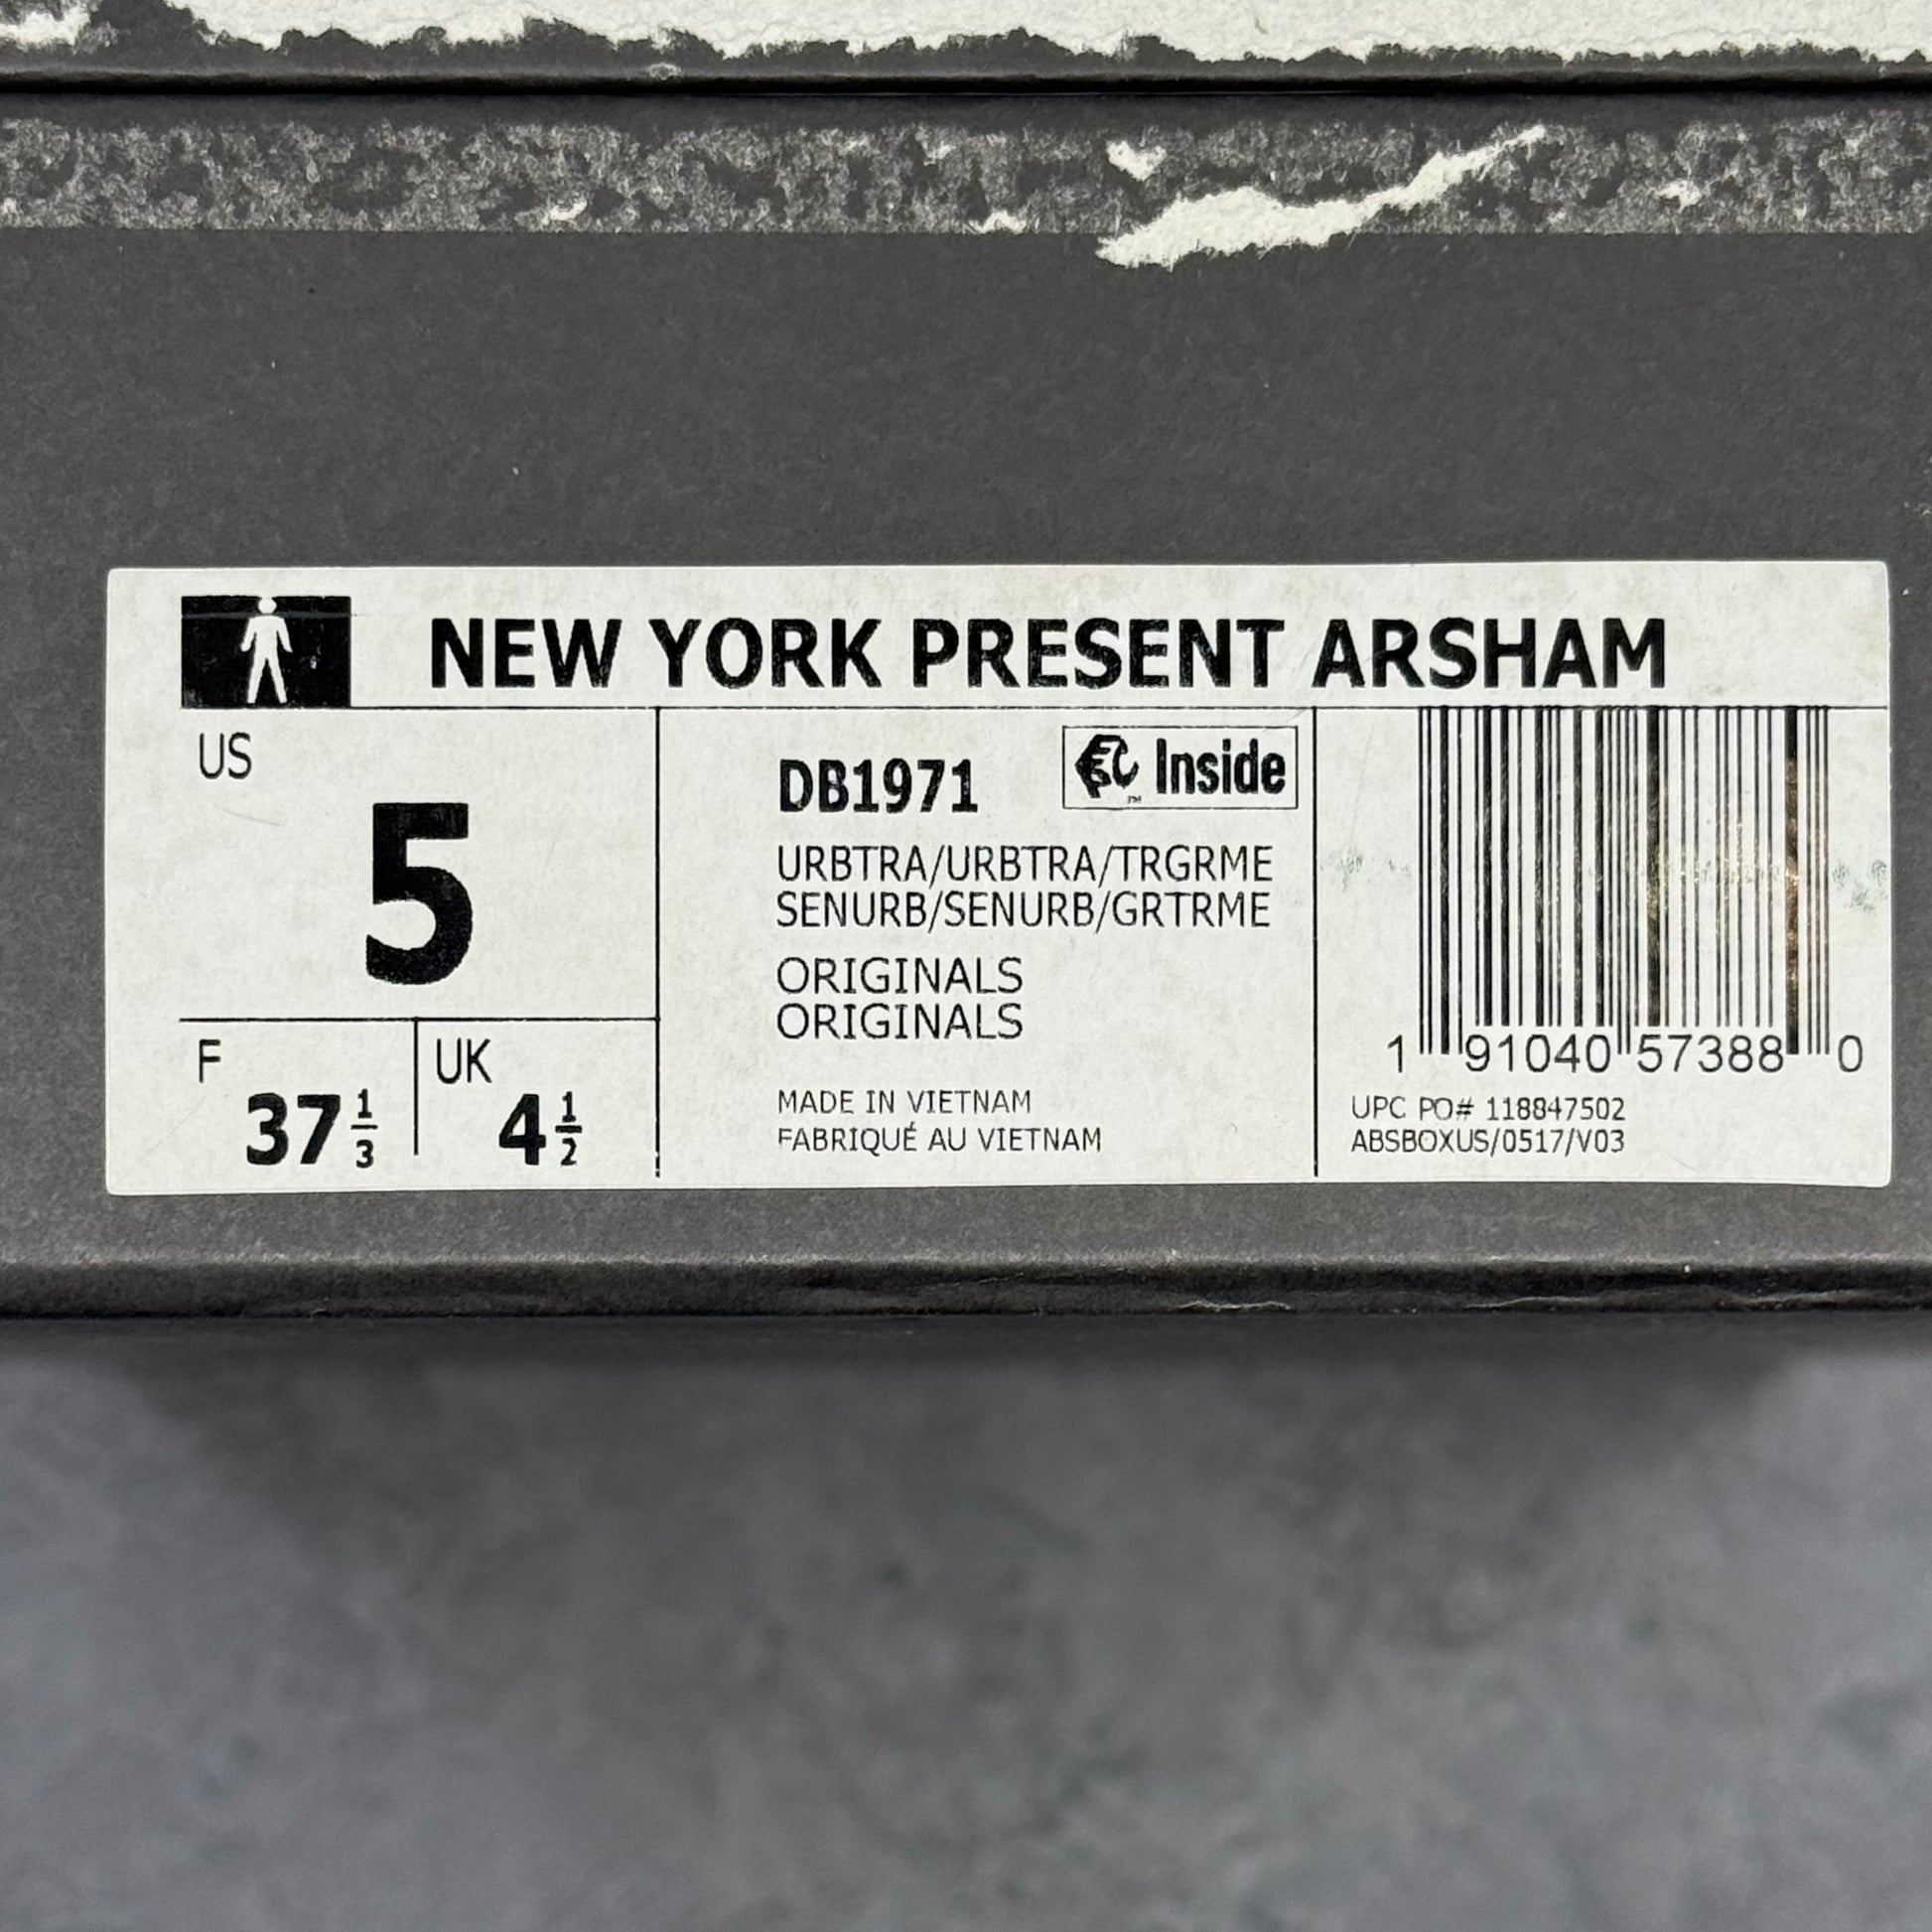 NEW YORK PRESENT ARSHAM
US
5
F
37 1/3
UK
4 1/2
DB1971
Inside
URBTRA/URBTRA/TRGRME
SENURB/SENURB/GRTRME
ORIGINALS
ORIGINALS
MADE IN VIETNAM
FABRIQUÉ AU VIETNAM
1 91040 57388 0
UPC PO# 118847502
ABSBOXUS/0517/V03